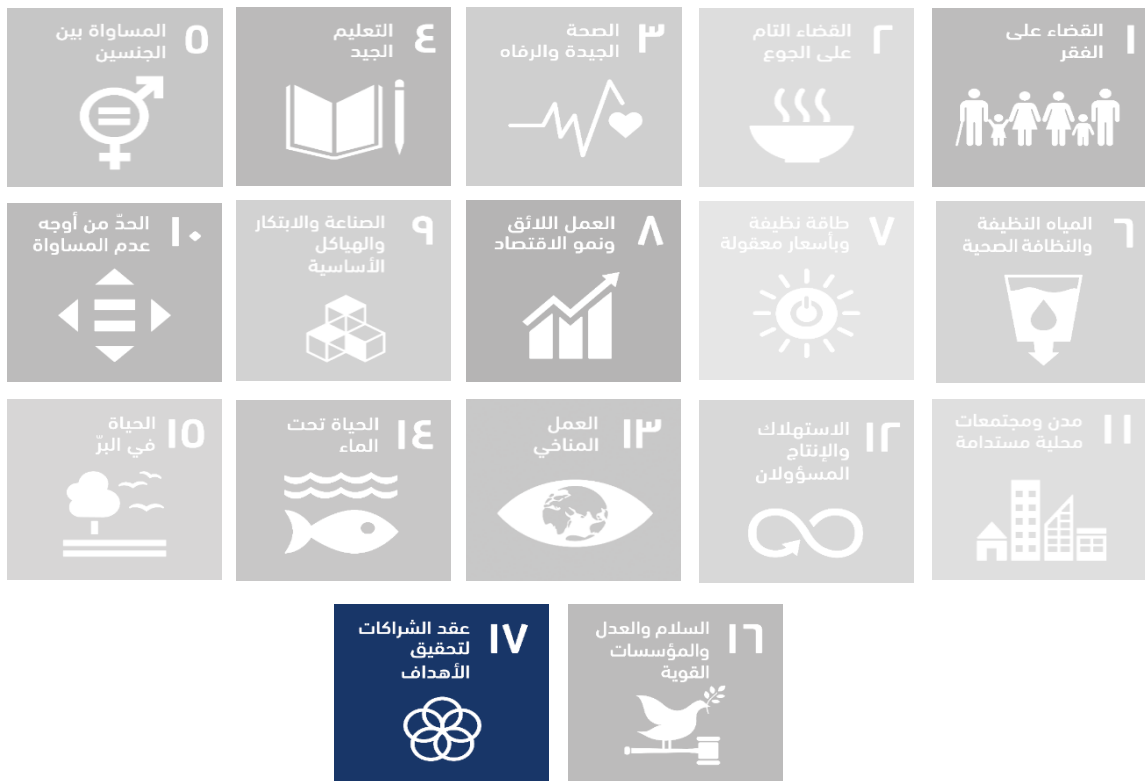 ١
القضاء على
الفقر
٢
القضاء التام
على الجوع
٣
الصحة
الجيدة والرفاه
٤
التعليم
الجيد
٥
المساواة بين
الجنسين
٦
المياه النظيفة
والنظافة الصحية
٧
طاقة نظيفة
وبأسعار معقولة
٨
العمل اللائق
ونمو الاقتصاد
٩
الصناعة والابتكار
والهياكل
الأساسية
١٠
الحدّ من أوجه
عدم المساواة
١١
مدن ومجتمعات
محلية مستدامة
١٢
الاستهلاك
والإنتاج
المسؤولان
١٣
العمل
المناخي
١٤
الحياة تحت
الماء
١٥
الحياة
في البرّ
١٦
السلام والعدل
والمؤسسات
القوية
١٧
عقد الشراكات
لتحقيق
الأهداف